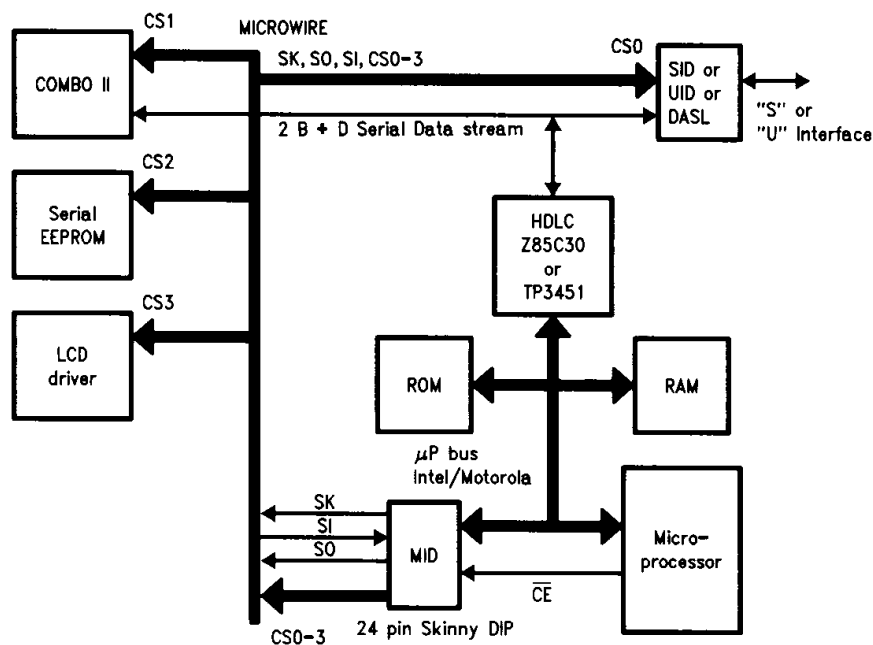 CS1
MICROWIRE
COMBO II
SK, SO, SI, CS0-3
CS0
SID or
UID or
DASL
"S" or
"U" Interface
2 B + D Serial Data stream
CS2
Serial
EEPROM
HDLC
Z85C30
or
TP3451
CS3
LCD
driver
ROM
RAM
μP bus
Intel/Motorola
SK
SI
SO
MID
Micro-
processor
CE
CS0-3
24 pin Skinny DIP